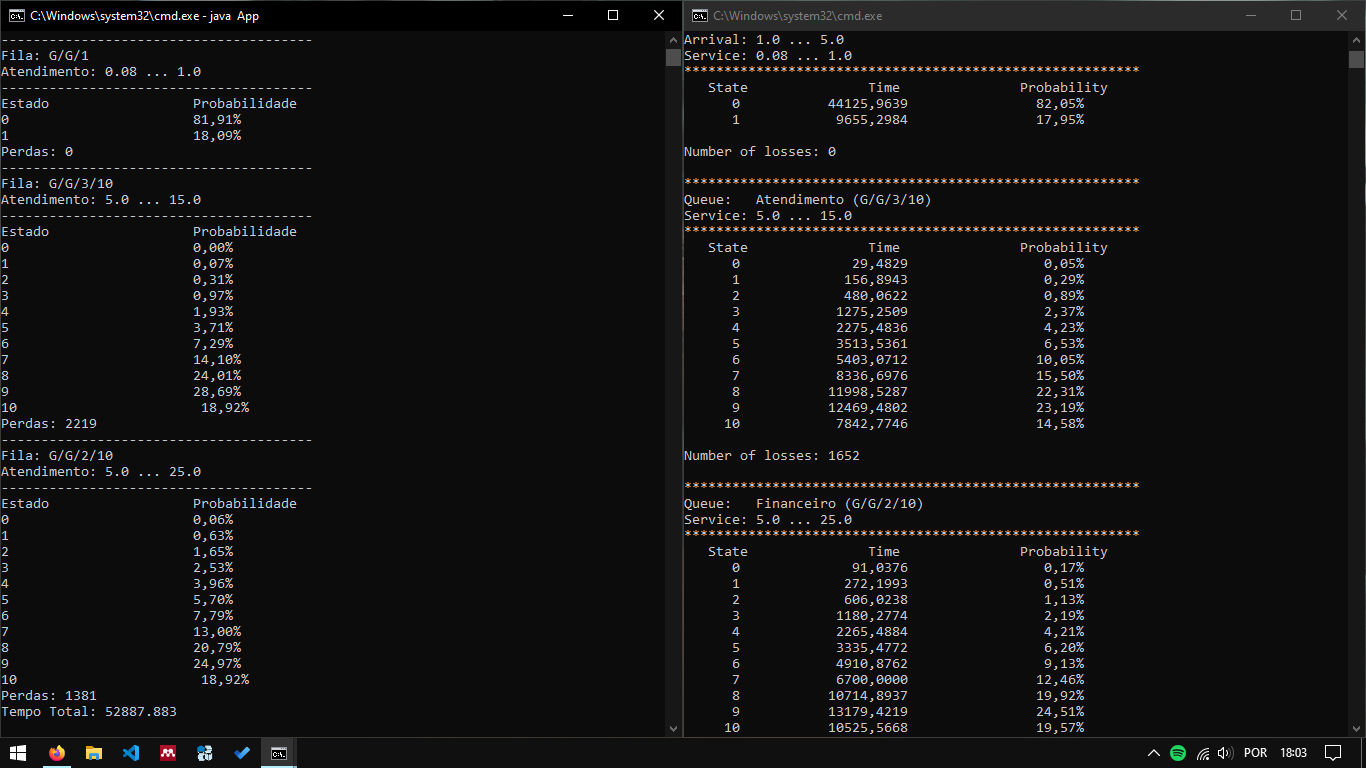 C:\Windows\system32\cmd.exe - java App
---------------------------------------
Fila: G/G/1
Atendimento: 0.08 ... 1.0
---------------------------------------
Estado Probabilidade
0 81,91%
1 18,09%
Perdas: 0
---------------------------------------
Fila: G/G/3/10
Atendimento: 5.0 ... 15.0
---------------------------------------
Estado Probabilidade
0 0,00%
1 0,07%
2 0,31%
3 0,97%
4 1,93%
5 3,71%
6 7,29%
7 14,10%
8 24,01%
9 28,69%
10 18,92%
Perdas: 2219
---------------------------------------
Fila: G/G/2/10
Atendimento: 5.0 ... 25.0
---------------------------------------
Estado Probabilidade
0 0,06%
1 0,63%
2 1,65%
3 2,53%
4 3,96%
5 5,70%
6 7,79%
7 13,00%
8 20,79%
9 24,97%
10 18,92%
Perdas: 1381
Tempo Total: 52887.883
C:\Windows\system32\cmd.exe
Arrival: 1.0 ... 5.0
Service: 0.08 ... 1.0
*********************************************************
State Time Probability
0 44125,9639 82,05%
1 9655,2984 17,95%
Number of losses: 0
*********************************************************
Queue: Atendimento (G/G/3/10)
Service: 5.0 ... 15.0
*********************************************************
State Time Probability
0 29,4829 0,05%
1 156,8943 0,29%
2 480,0622 0,89%
3 1275,2509 2,37%
4 2275,4836 4,23%
5 3513,5361 6,53%
6 5403,0712 10,05%
7 8336,6976 15,50%
8 11998,5287 22,31%
9 12469,4802 23,19%
10 7842,7746 14,58%
Number of losses: 1652
*********************************************************
Queue: Financeiro (G/G/2/10)
Service: 5.0 ... 25.0
*********************************************************
State Time Probability
0 91,0376 0,17%
1 272,1993 0,51%
2 606,0238 1,13%
3 1180,2774 2,19%
4 2265,4884 4,21%
5 3335,4772 6,20%
6 4910,8762 9,13%
7 6700,0000 12,46%
8 10714,8937 19,92%
9 13179,4219 24,51%
10 10525,5668 19,57%
POR 18:03